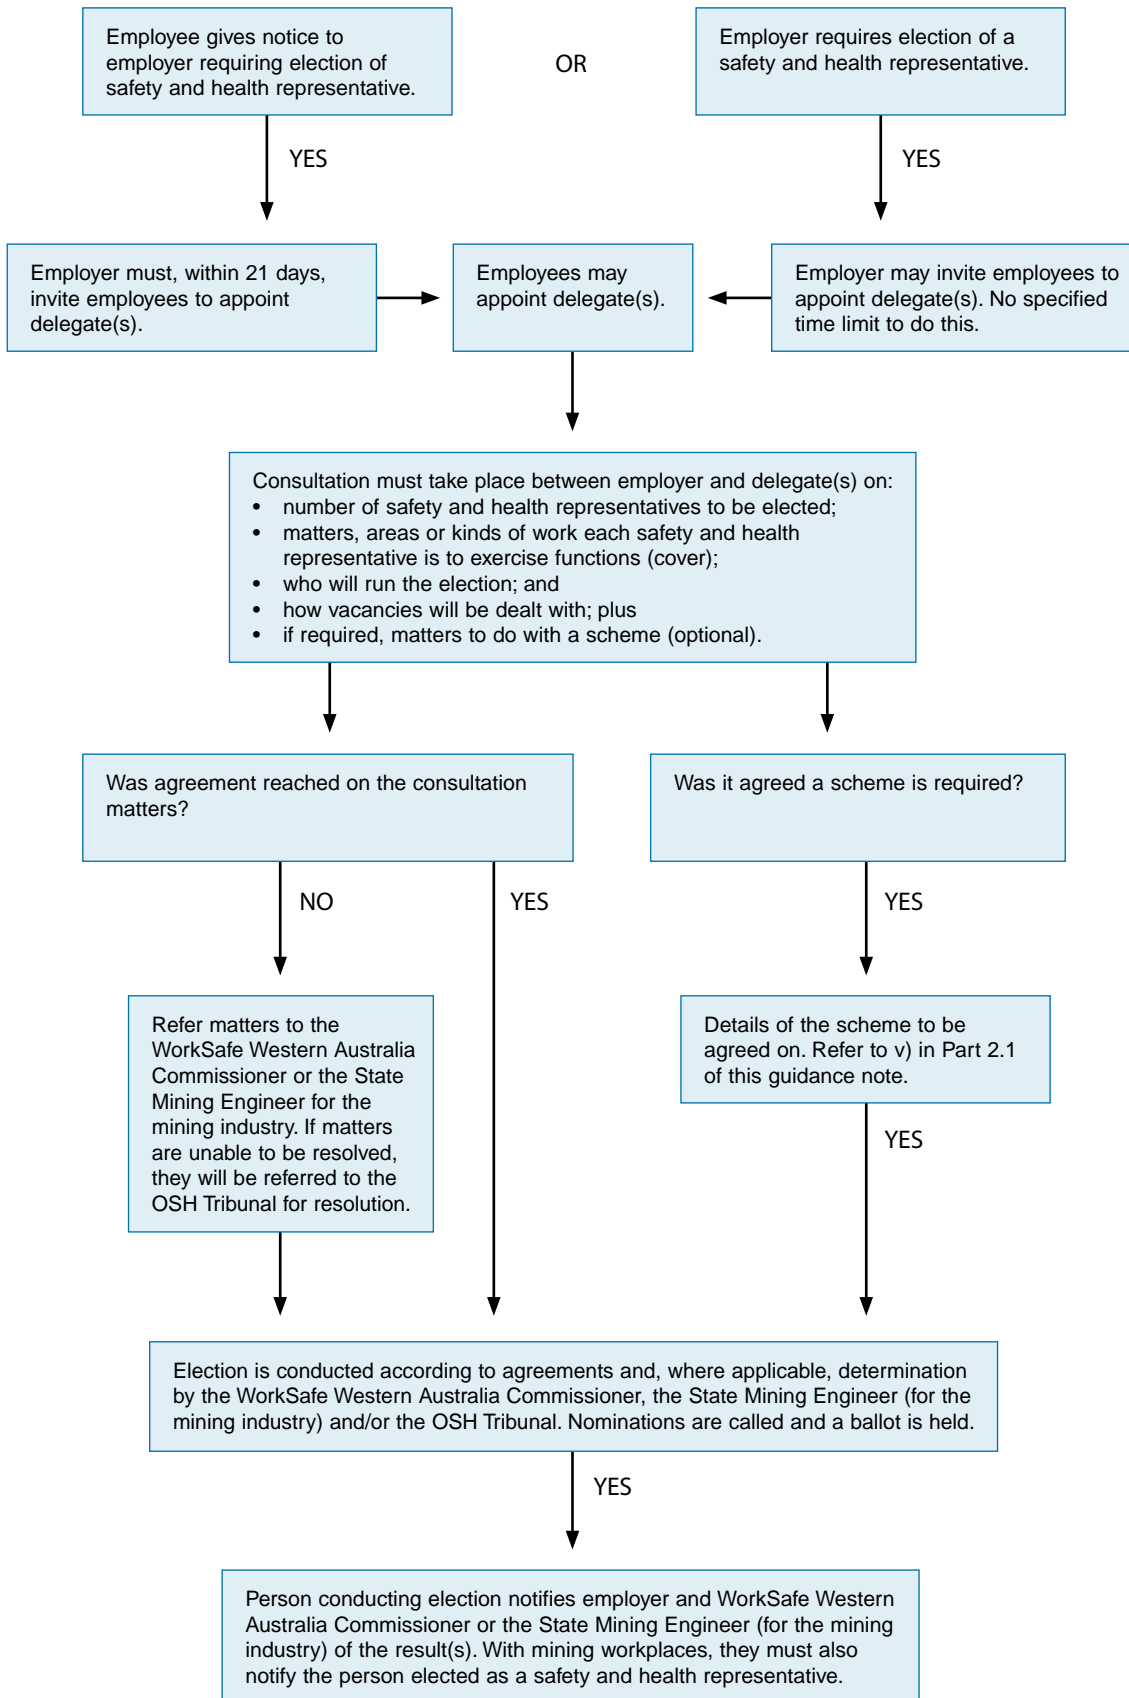 Employee gives notice to
employer requiring election of
safety and health representative.
OR
Employer requires election of a
safety and health representative.
YES
YES
Employer must, within 21 days,
invite employees to appoint
delegate(s).
Employees may
appoint delegate(s).
Employer may invite employees to
appoint delegate(s). No specified
time limit to do this.
Consultation must take place between employer and delegate(s) on:
• number of safety and health representatives to be elected;
• matters, areas or kinds of work each safety and health
representative is to exercise functions (cover);
• who will run the election; and
• how vacancies will be dealt with; plus
• if required, matters to do with a scheme (optional).
Was agreement reached on the consultation
matters?
Was it agreed a scheme is required?
NO
YES
YES
Refer matters to the
WorkSafe Western Australia
Commissioner or the State
Mining Engineer for the
mining industry. If matters
are unable to be resolved,
they will be referred to the
OSH Tribunal for resolution.
Details of the scheme to be
agreed on. Refer to v) in Part 2.1
of this guidance note.
YES
Election is conducted according to agreements and, where applicable, determination
by the WorkSafe Western Australia Commissioner, the State Mining Engineer (for the
mining industry) and/or the OSH Tribunal. Nominations are called and a ballot is held.
YES
Person conducting election notifies employer and WorkSafe Western
Australia Commissioner or the State Mining Engineer (for the mining
industry) of the result(s). With mining workplaces, they must also
notify the person elected as a safety and health representative.